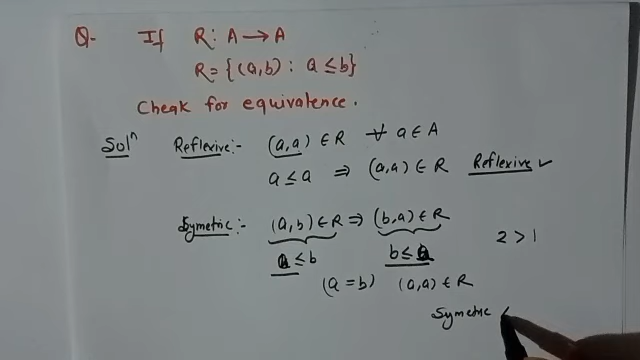 Q- If R: A → A
R = {(a,b) : a ≤ b}
Cheak for equivalence.
Solⁿ Reflexive:- (a,a) ∈ R ∀ a ∈ A
a ≤ a ⇒ (a,a) ∈ R Reflexive ✓
Symetric:- (a,b) ∈ R ⇒ (b,a) ∈ R
a ≤ b b ≤ a 2 > 1
(a = b) (a,a) ∈ R
Symetric